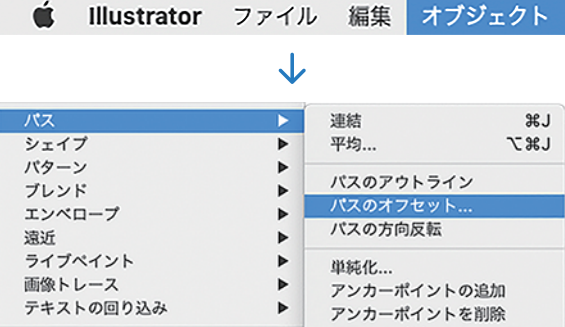 Illustrator ファイル 編集 オブジェクト
パス
シェイプ
パターン
ブレンド
エンベロープ
遠近
ライブペイント
画像トレース
テキストの回り込み
連結 ⌘J
平均... ⌥⌘J
パスのアウトライン
パスのオフセット...
パスの方向反転
単純化...
アンカーポイントの追加
アンカーポイントを削除